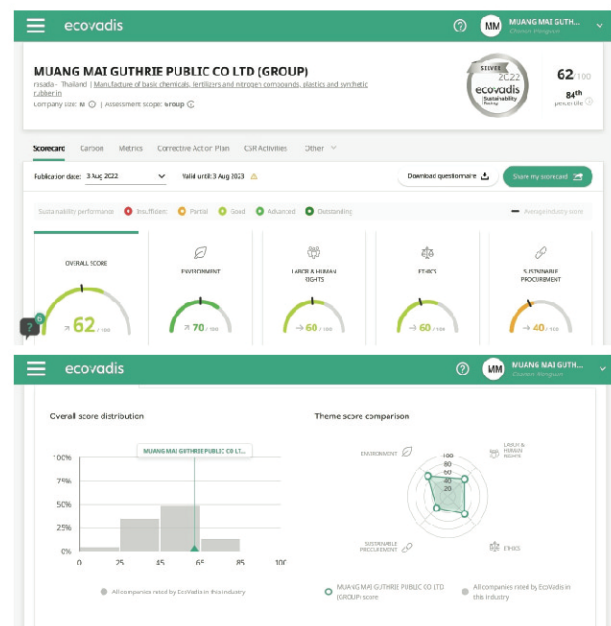 ecovadis
MM
MUANG MAI GUTH...
MUANG MAI GUTHRIE PUBLIC CO LTD (GROUP)
Thailand | Manufacture of basic chemicals, fertilizers and nitrogen compounds, plastics and synthetic
rubber in
Company size: M | Assessment scope: Group
SILVER
2022
ecovadis
Sustainability
Rating
62/100
84th
percentile
Scorecard Carbon Metrics Corrective Action Plan CSR Activities Other
Publication date: 3 Aug 2022
Valid until: 3 Aug 2023
Download questionnaire
Share my scorecard
Sustainability performance Insufficient Partial Good Advanced Outstanding
Average industry score
OVERALL SCORE
62 / 100
ENVIRONMENT
70 / 100
LABOR & HUMAN
RIGHTS
60 / 100
ETHICS
60 / 100
SUSTAINABLE
PROCUREMENT
40 / 100
?
ecovadis
MM
MUANG MAI GUTH...
Overall score distribution
MUANG MAI GUTHRIE PUBLIC CO LT...
100%
75%
50%
25%
0%
0 25 45 65 85 100
All companies rated by EcoVadis in this industry
Theme score comparison
ENVIRONMENT
LABOR &
HUMAN
RIGHTS
100
80
60
40
20
SUSTAINABLE
PROCUREMENT
ETHICS
MUANG MAI GUTHRIE PUBLIC CO LTD
(GROUP) score
All companies rated by EcoVadis in
this industry